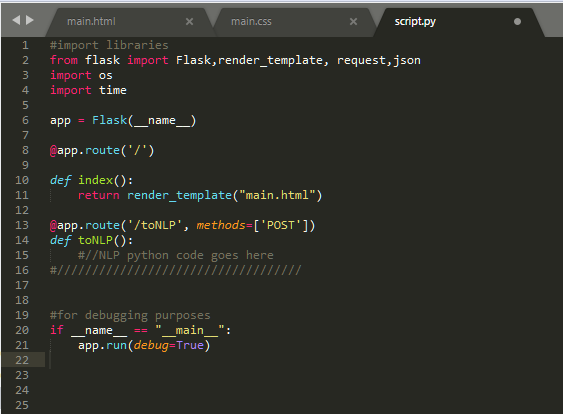 main.html × main.css × script.py
1 #import libraries
2 from flask import Flask,render_template, request,json
3 import os
4 import time
5
6 app = Flask(__name__)
7
8 @app.route('/')
9
10 def index():
11     return render_template("main.html")
12
13 @app.route('/toNLP', methods=['POST'])
14 def toNLP():
15     #//NLP python code goes here
16 #///////////////////////////////////
17
18
19 #for debugging purposes
20 if __name__ == "__main__":
21     app.run(debug=True)
22
23
24
25